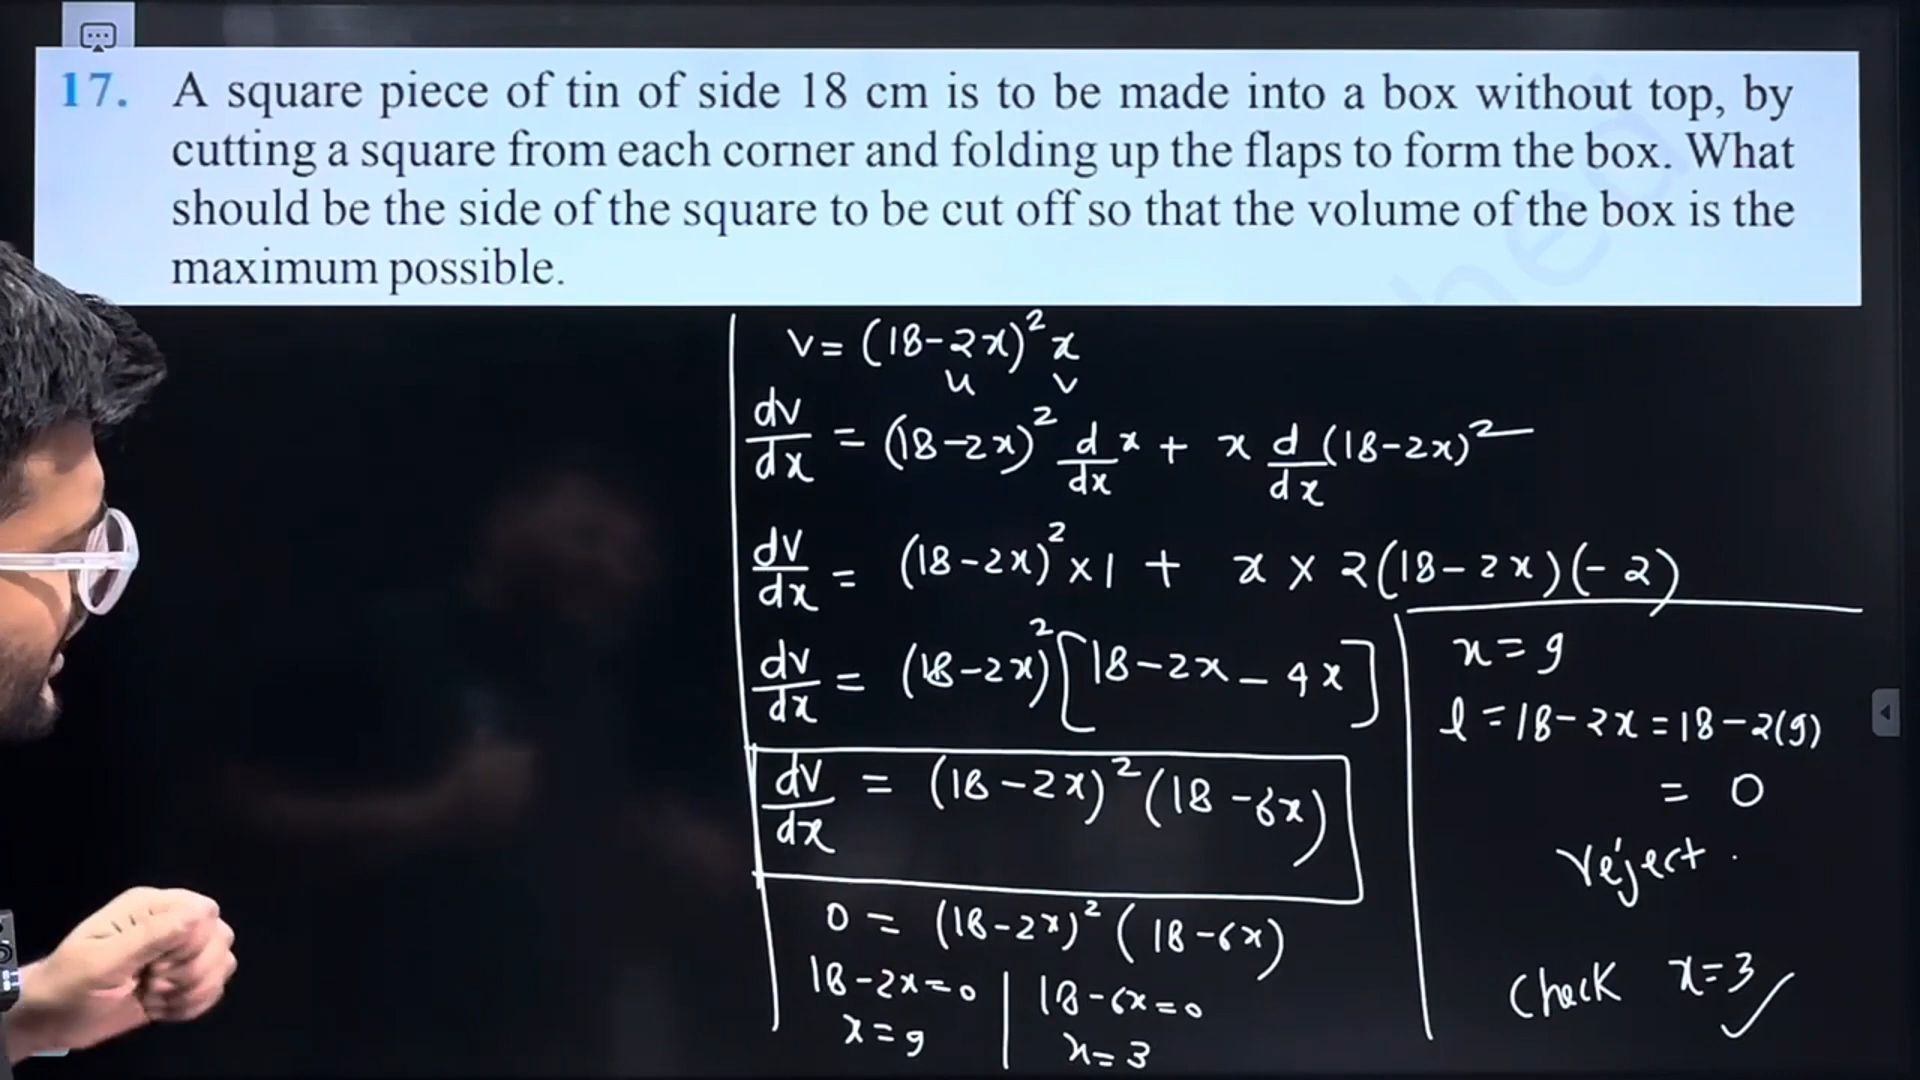 17. A square piece of tin of side 18 cm is to be made into a box without top, by
cutting a square from each corner and folding up the flaps to form the box. What
should be the side of the square to be cut off so that the volume of the box is the
maximum possible.
v = (18-2x)² x
u v
dv/dx = (18-2x)² d/dx x + x d/dx (18-2x)²
dv/dx = (18-2x)² × 1 + x × 2(18-2x)(-2)
dv/dx = (18-2x)² [18-2x-4x]
dv/dx = (18-2x)² (18-6x)
0 = (18-2x)² (18-6x)
18-2x=0 | 18-6x=0
x=9 | x=3
x=9
l = 18-2x = 18-2(9)
= 0
reject.
Check x=3 ✓